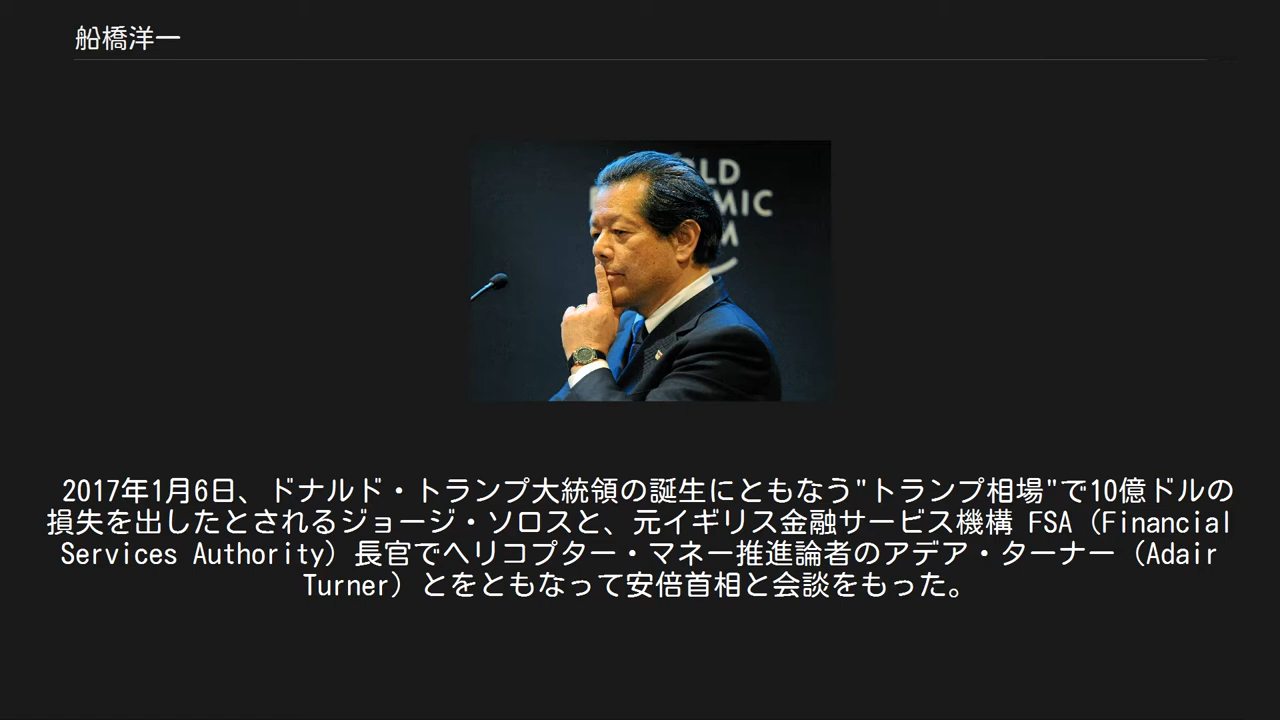 船橋洋一
RLD
MIC
M
2017年1月6日、ドナルド・トランプ大統領の誕生にともなう"トランプ相場"で10億ドルの
損失を出したとされるジョージ・ソロスと、元イギリス金融サービス機構 FSA（Financial
Services Authority）長官でヘリコプター・マネー推進論者のアデア・ターナー（Adair
Turner）とをともなって安倍首相と会談をもった。